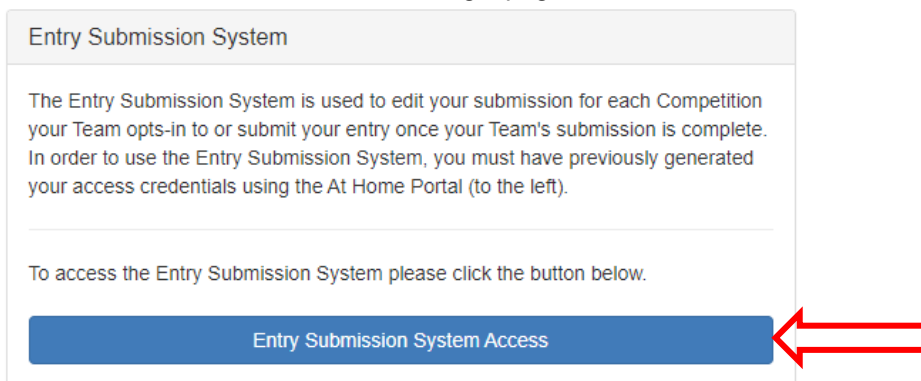 Entry Submission System
The Entry Submission System is used to edit your submission for each Competition
your Team opts-in to or submit your entry once your Team's submission is complete.
In order to use the Entry Submission System, you must have previously generated
your access credentials using the At Home Portal (to the left).
To access the Entry Submission System please click the button below.
Entry Submission System Access